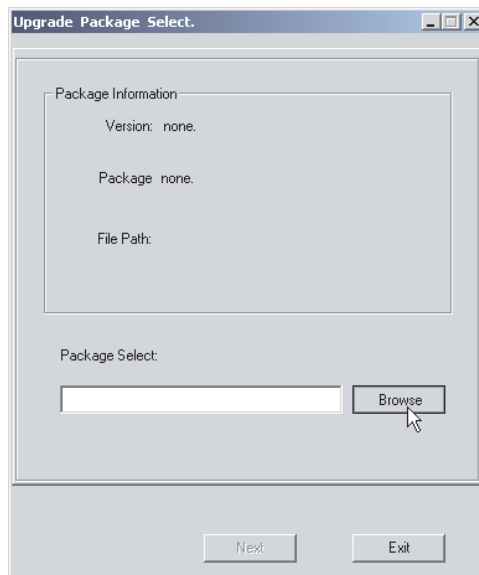 Upgrade Package Select.
Package Information
Version: none.
Package none.
File Path:
Package Select:
Browse
Next
Exit